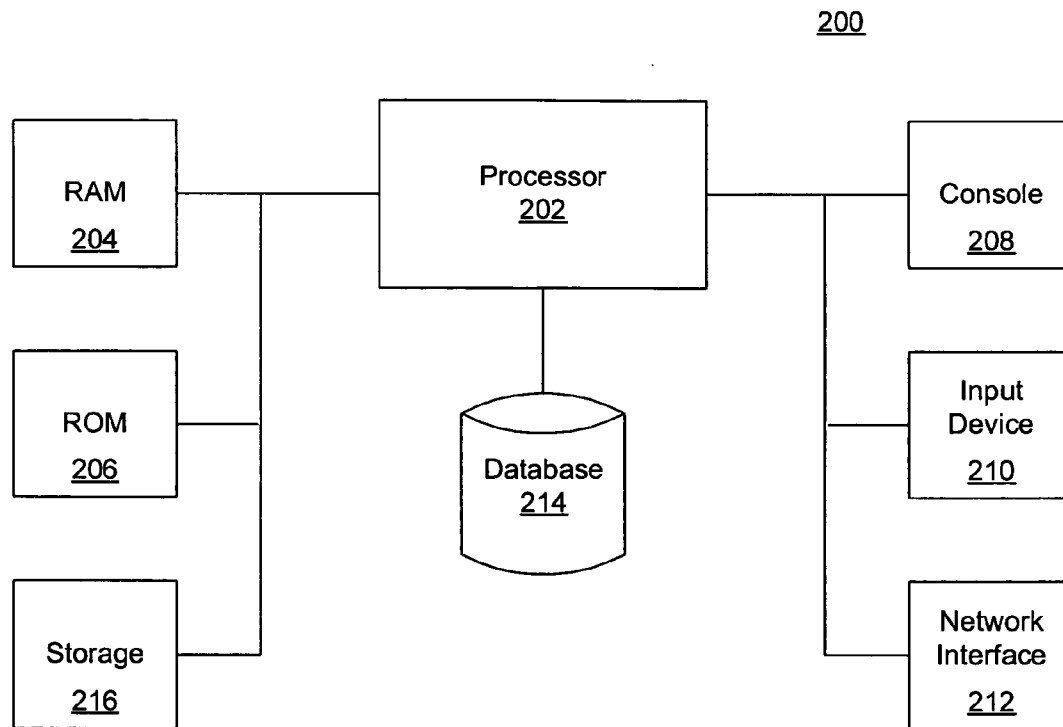 200
RAM
204
Processor
202
Console
208
ROM
206
Database
214
Input
Device
210
Storage
216
Network
Interface
212